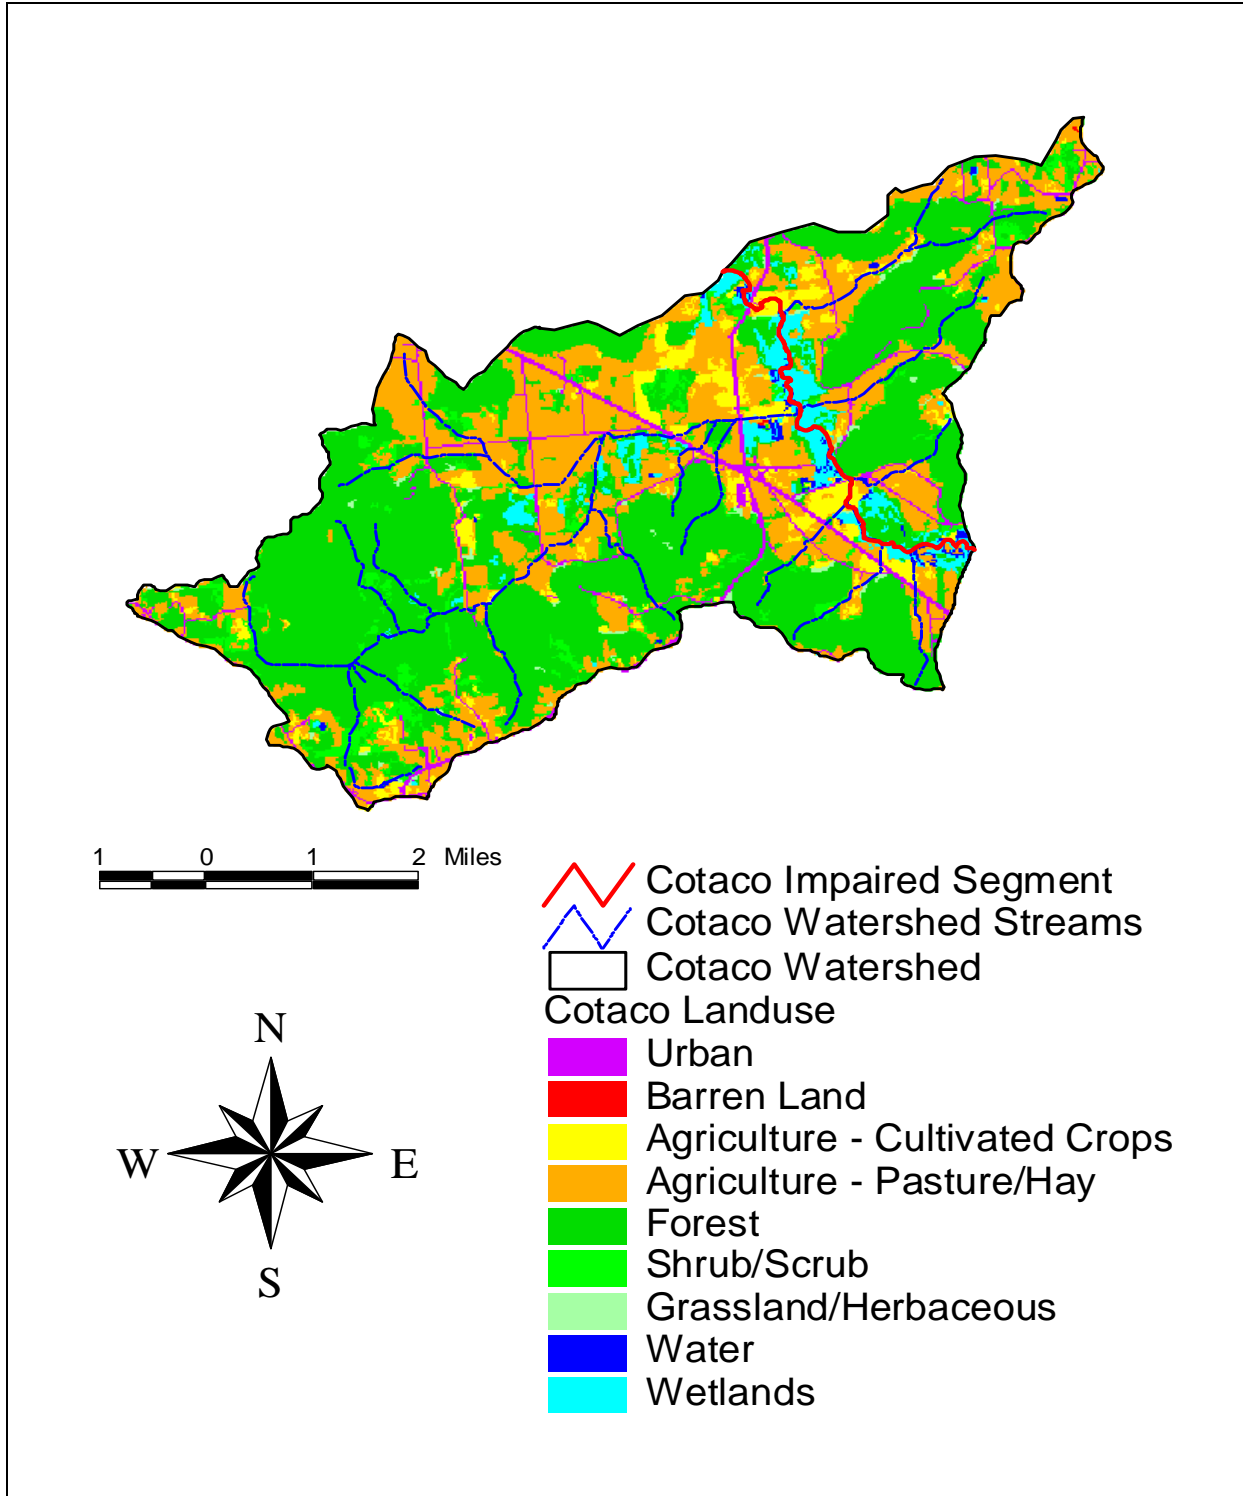 1 0 1 2 Miles
Cotaco Impaired Segment
Cotaco Watershed Streams
Cotaco Watershed
Cotaco Landuse
Urban
Barren Land
Agriculture - Cultivated Crops
Agriculture - Pasture/Hay
Forest
Shrub/Scrub
Grassland/Herbaceous
Water
Wetlands
N
W E
S